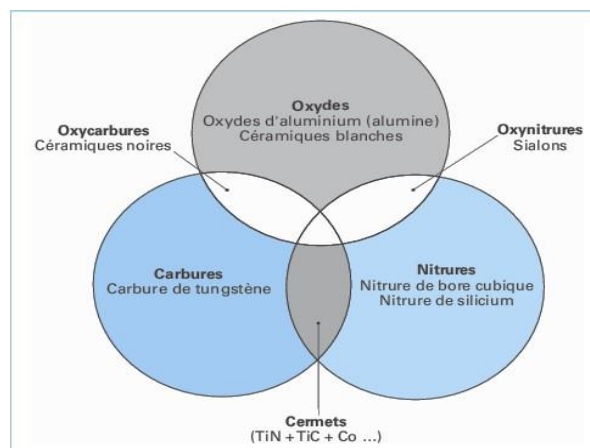 Oxydes
Oxydes d'aluminium (alumine)
Céramiques blanches
Oxycarbures
Céramiques noires
Oxynitrures
Sialons
Carbures
Carbure de tungstène
Nitrures
Nitrure de bore cubique
Nitrure de silicium
Cermets
(TiN + TiC + Co ...)